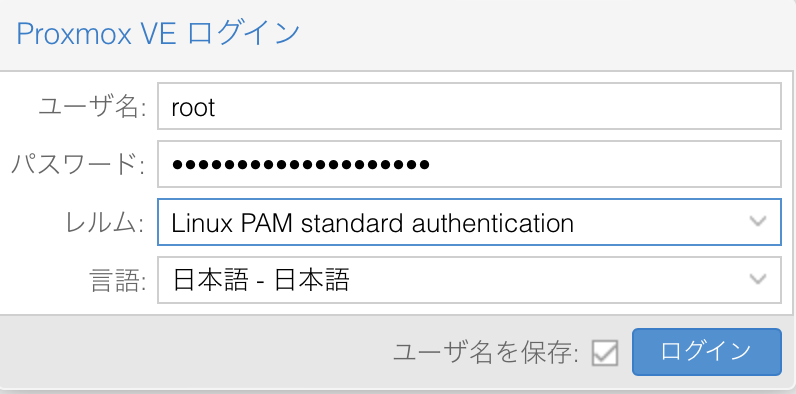 Proxmox VE ログイン
ユーザ名: root
パスワード: ••••••••••••••••••••
レルム: Linux PAM standard authentication
言語: 日本語 - 日本語
ユーザ名を保存: ログイン